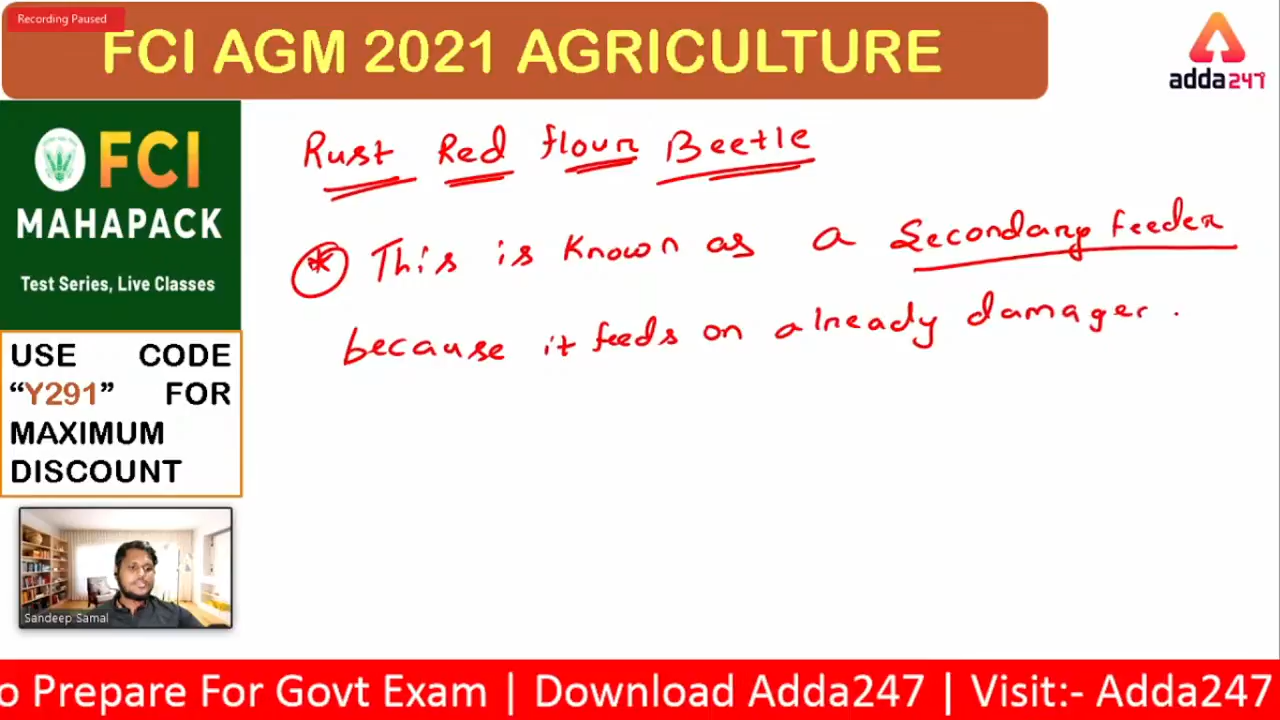 Recording Paused
FCI AGM 2021 AGRICULTURE
adda247
FCI
MAHAPACK
Test Series, Live Classes
USE CODE
“Y291” FOR
MAXIMUM
DISCOUNT
Sandeep Samal
Rust Red flour Beetle
* This is known as a Secondary feeder
because it feeds on already damager.
o Prepare For Govt Exam | Download Adda247 | Visit:- Adda247